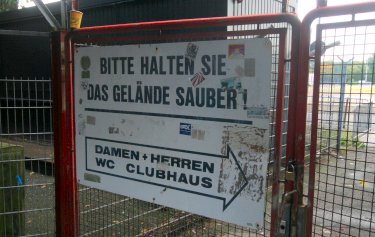 BITTE HALTEN SIE
DAS GELÄNDE SAUBER!
DAMEN + HERREN
WC CLUBHAUS